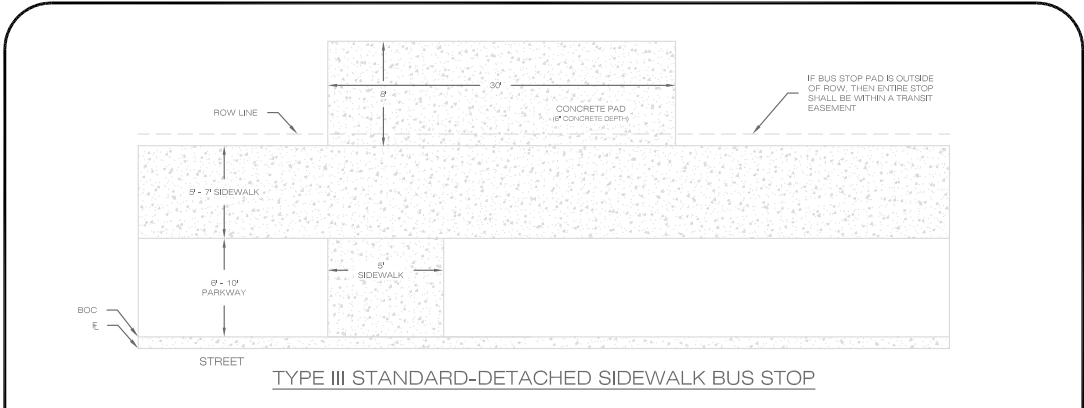 30'
8'
IF BUS STOP PAD IS OUTSIDE
OF ROW, THEN ENTIRE STOP
SHALL BE WITHIN A TRANSIT
EASEMENT
ROW LINE
CONCRETE PAD
(6" CONCRETE DEPTH)
5' - 7' SIDEWALK
5'
SIDEWALK
6' - 10'
PARKWAY
BOC
STREET
TYPE III STANDARD-DETACHED SIDEWALK BUS STOP